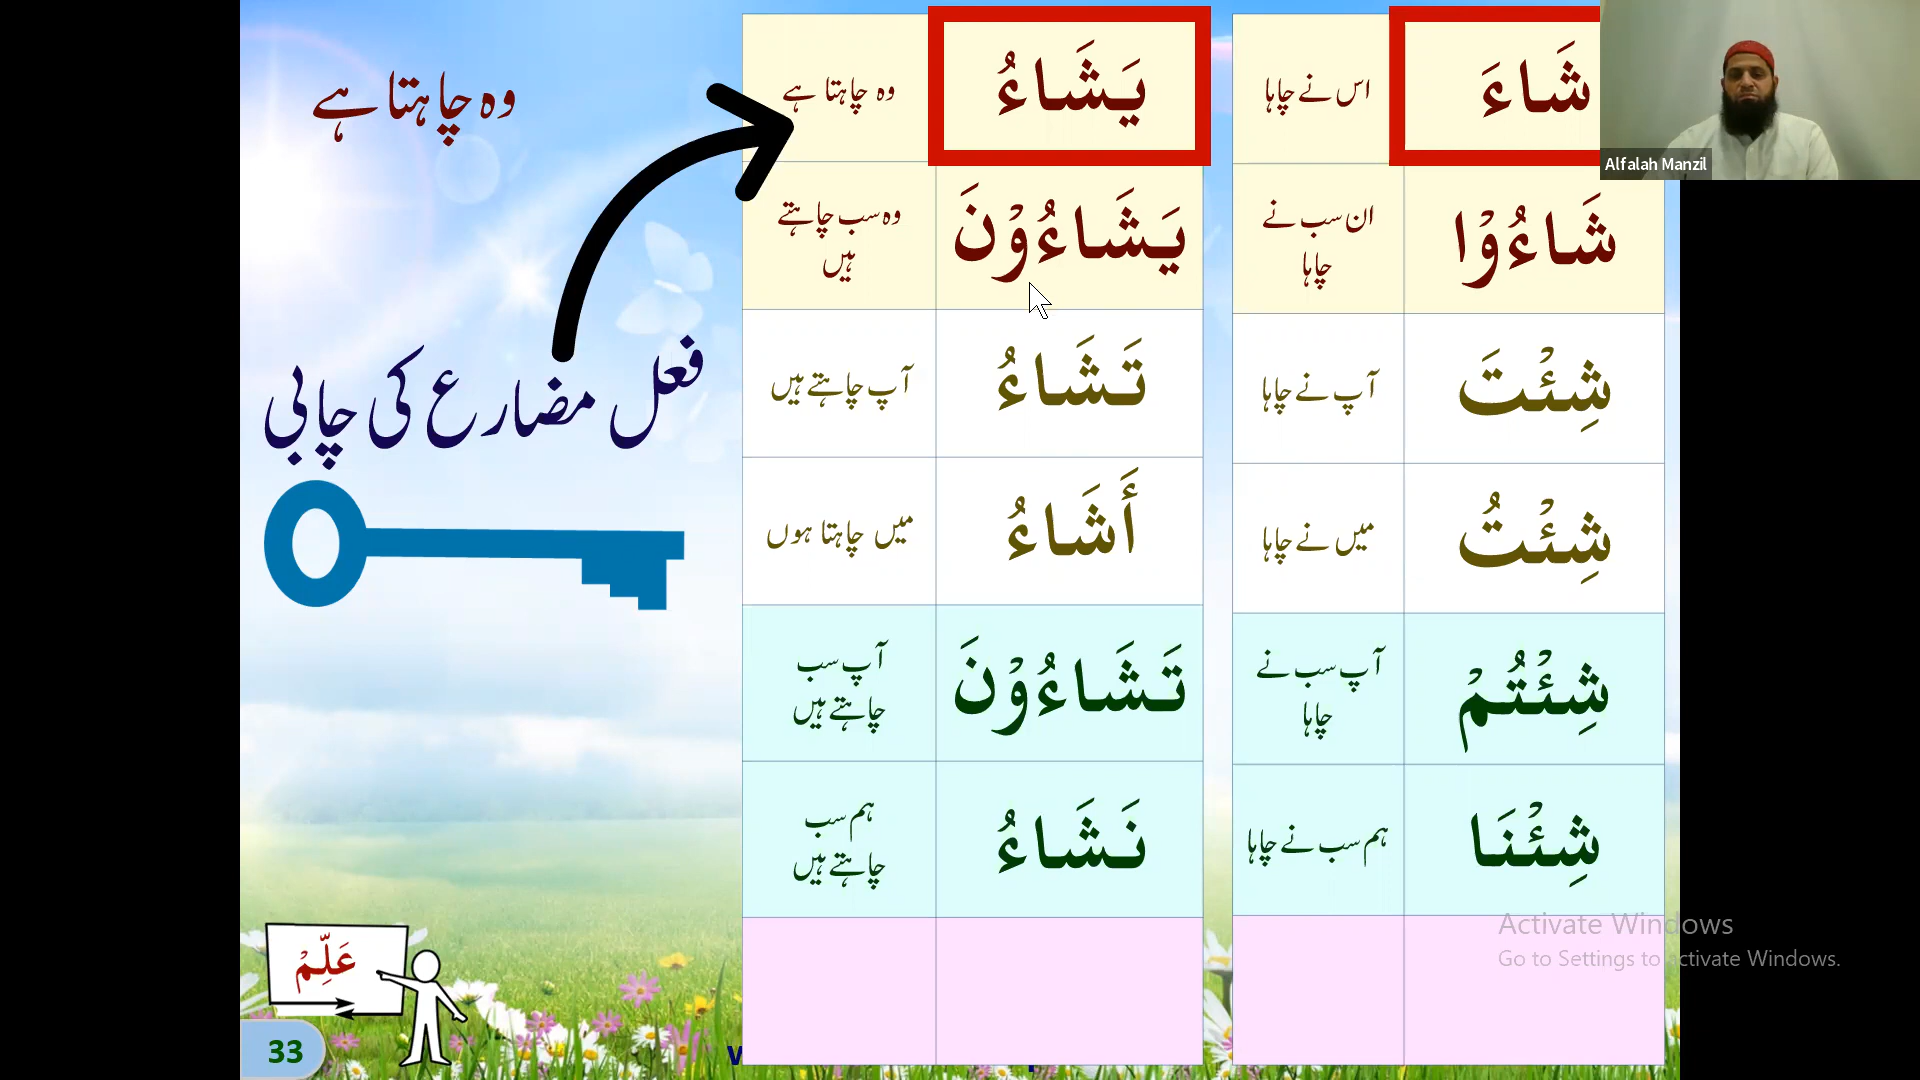 شَاءَ
اس نے چاہا
يَشَاءُ
وہ چاہتا ہے
وہ چاہتا ہے
Alfalah Manzil
شَاءُوْا
ان سب نے
چاہا
يَشَاءُوْنَ
وہ سب چاہتے
ہیں
شِئْتَ
آپ نے چاہا
تَشَاءُ
آپ چاہتے ہیں
فعل مضارع کی چابی
شِئْتُ
میں نے چاہا
أَشَاءُ
میں چاہتا ہوں
شِئْتُمْ
آپ سب نے
چاہا
تَشَاءُوْنَ
آپ سب
چاہتے ہیں
شِئْنَا
ہم سب نے چاہا
نَشَاءُ
ہم سب
چاہتے ہیں
عَلِّمْ
33
Activate Windows
Go to Settings to activate Windows.